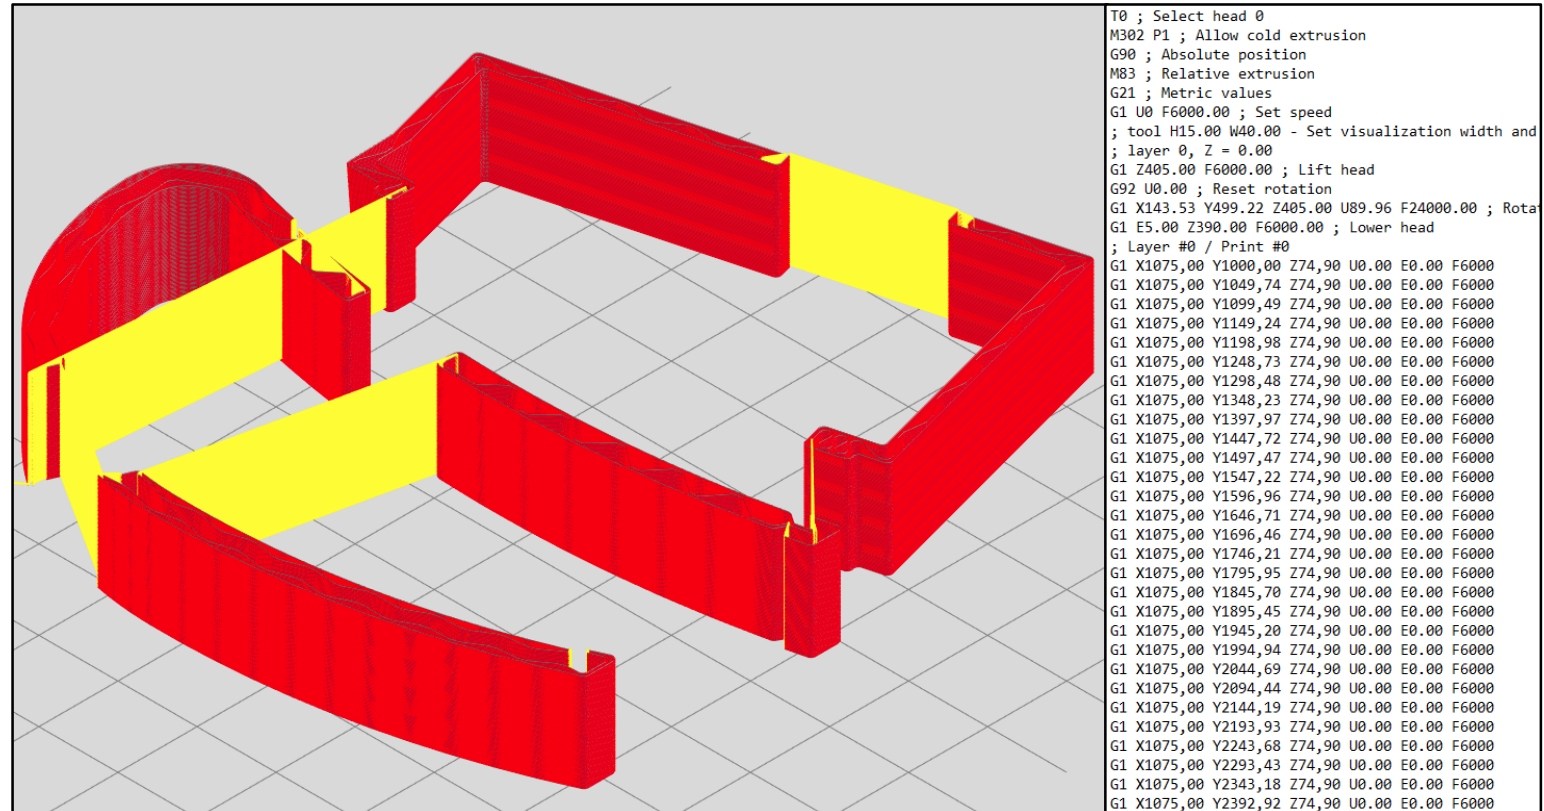 T0 ; Select head 0
M302 P1 ; Allow cold extrusion
G90 ; Absolute position
M83 ; Relative extrusion
G21 ; Metric values
G1 U0 F6000.00 ; Set speed
; tool H15.00 W40.00 - Set visualization width and
; layer 0, Z = 0.00
G1 Z405.00 F6000.00 ; Lift head
G92 U0.00 ; Reset rotation
G1 X143.53 Y499.22 Z405.00 U89.96 F24000.00 ;
G1 E5.00 Z390.00 F6000.00 ; Lower head
; Layer #0 / Print #0
G1 X1075,00 Y1000,00 Z74,90 U0.00 E0.00 F6000
G1 X1075,00 Y1049,74 Z74,90 U0.00 E0.00 F6000
G1 X1075,00 Y1099,49 Z74,90 U0.00 E0.00 F6000
G1 X1075,00 Y1149,24 Z74,90 U0.00 E0.00 F6000
G1 X1075,00 Y1198,98 Z74,90 U0.00 E0.00 F6000
G1 X1075,00 Y1248,73 Z74,90 U0.00 E0.00 F6000
G1 X1075,00 Y1298,48 Z74,90 U0.00 E0.00 F6000
G1 X1075,00 Y1348,23 Z74,90 U0.00 E0.00 F6000
G1 X1075,00 Y1397,97 Z74,90 U0.00 E0.00 F6000
G1 X1075,00 Y1447,72 Z74,90 U0.00 E0.00 F6000
G1 X1075,00 Y1497,47 Z74,90 U0.00 E0.00 F6000
G1 X1075,00 Y1547,22 Z74,90 U0.00 E0.00 F6000
G1 X1075,00 Y1596,96 Z74,90 U0.00 E0.00 F6000
G1 X1075,00 Y1646,71 Z74,90 U0.00 E0.00 F6000
G1 X1075,00 Y1696,46 Z74,90 U0.00 E0.00 F6000
G1 X1075,00 Y1746,21 Z74,90 U0.00 E0.00 F6000
G1 X1075,00 Y1795,95 Z74,90 U0.00 E0.00 F6000
G1 X1075,00 Y1845,70 Z74,90 U0.00 E0.00 F6000
G1 X1075,00 Y1895,45 Z74,90 U0.00 E0.00 F6000
G1 X1075,00 Y1945,20 Z74,90 U0.00 E0.00 F6000
G1 X1075,00 Y1994,94 Z74,90 U0.00 E0.00 F6000
G1 X1075,00 Y2044,69 Z74,90 U0.00 E0.00 F6000
G1 X1075,00 Y2094,44 Z74,90 U0.00 E0.00 F6000
G1 X1075,00 Y2144,19 Z74,90 U0.00 E0.00 F6000
G1 X1075,00 Y2193,93 Z74,90 U0.00 E0.00 F6000
G1 X1075,00 Y2243,68 Z74,90 U0.00 E0.00 F6000
G1 X1075,00 Y2293,43 Z74,90 U0.00 E0.00 F6000
G1 X1075,00 Y2343,18 Z74,90 U0.00 E0.00 F6000
G1 X1075,00 Y2392,92 Z74,90 U0.00 E0.00 F6000